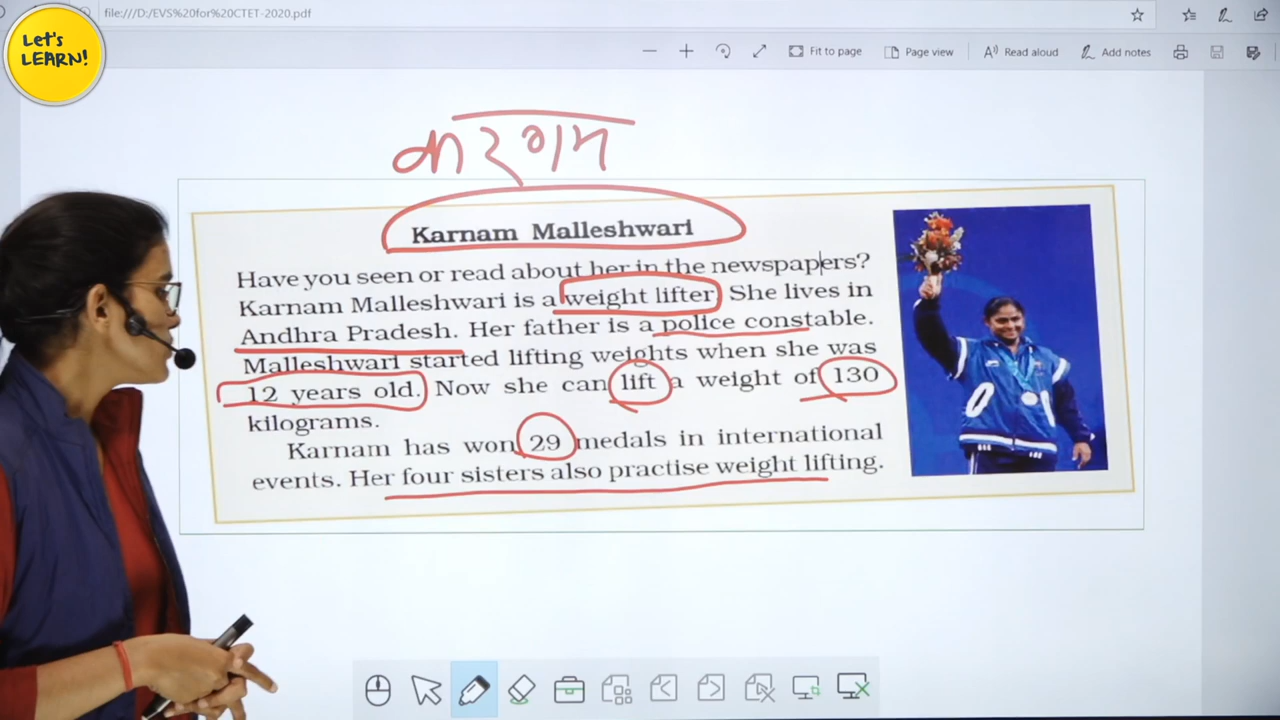 file:///D:/EVS%20for%20CTET-2020.pdf
Let's
LEARN!
Fit to page
Page view
Read aloud
Add notes
Karnam Malleshwari
Have you seen or read about her in the newspapers?
Karnam Malleshwari is a weight lifter. She lives in
Andhra Pradesh. Her father is a police constable.
Malleshwari started lifting weights when she was
12 years old. Now she can lift a weight of 130
kilograms.
Karnam has won 29 medals in international
events. Her four sisters also practise weight lifting.